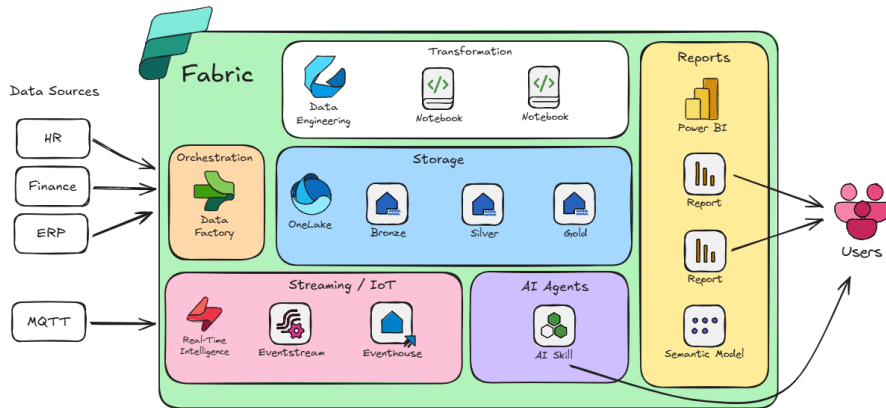 Fabric
Data Sources
HR
Finance
ERP
MQTT
Orchestration
Data
Factory
Transformation
Data
Engineering
Notebook
Notebook
Storage
OneLake
Bronze
Silver
Gold
Streaming / IoT
Real-Time
Intelligence
Eventstream
Eventhouse
AI Agents
AI Skill
Reports
Power BI
Report
Report
Semantic Model
Users